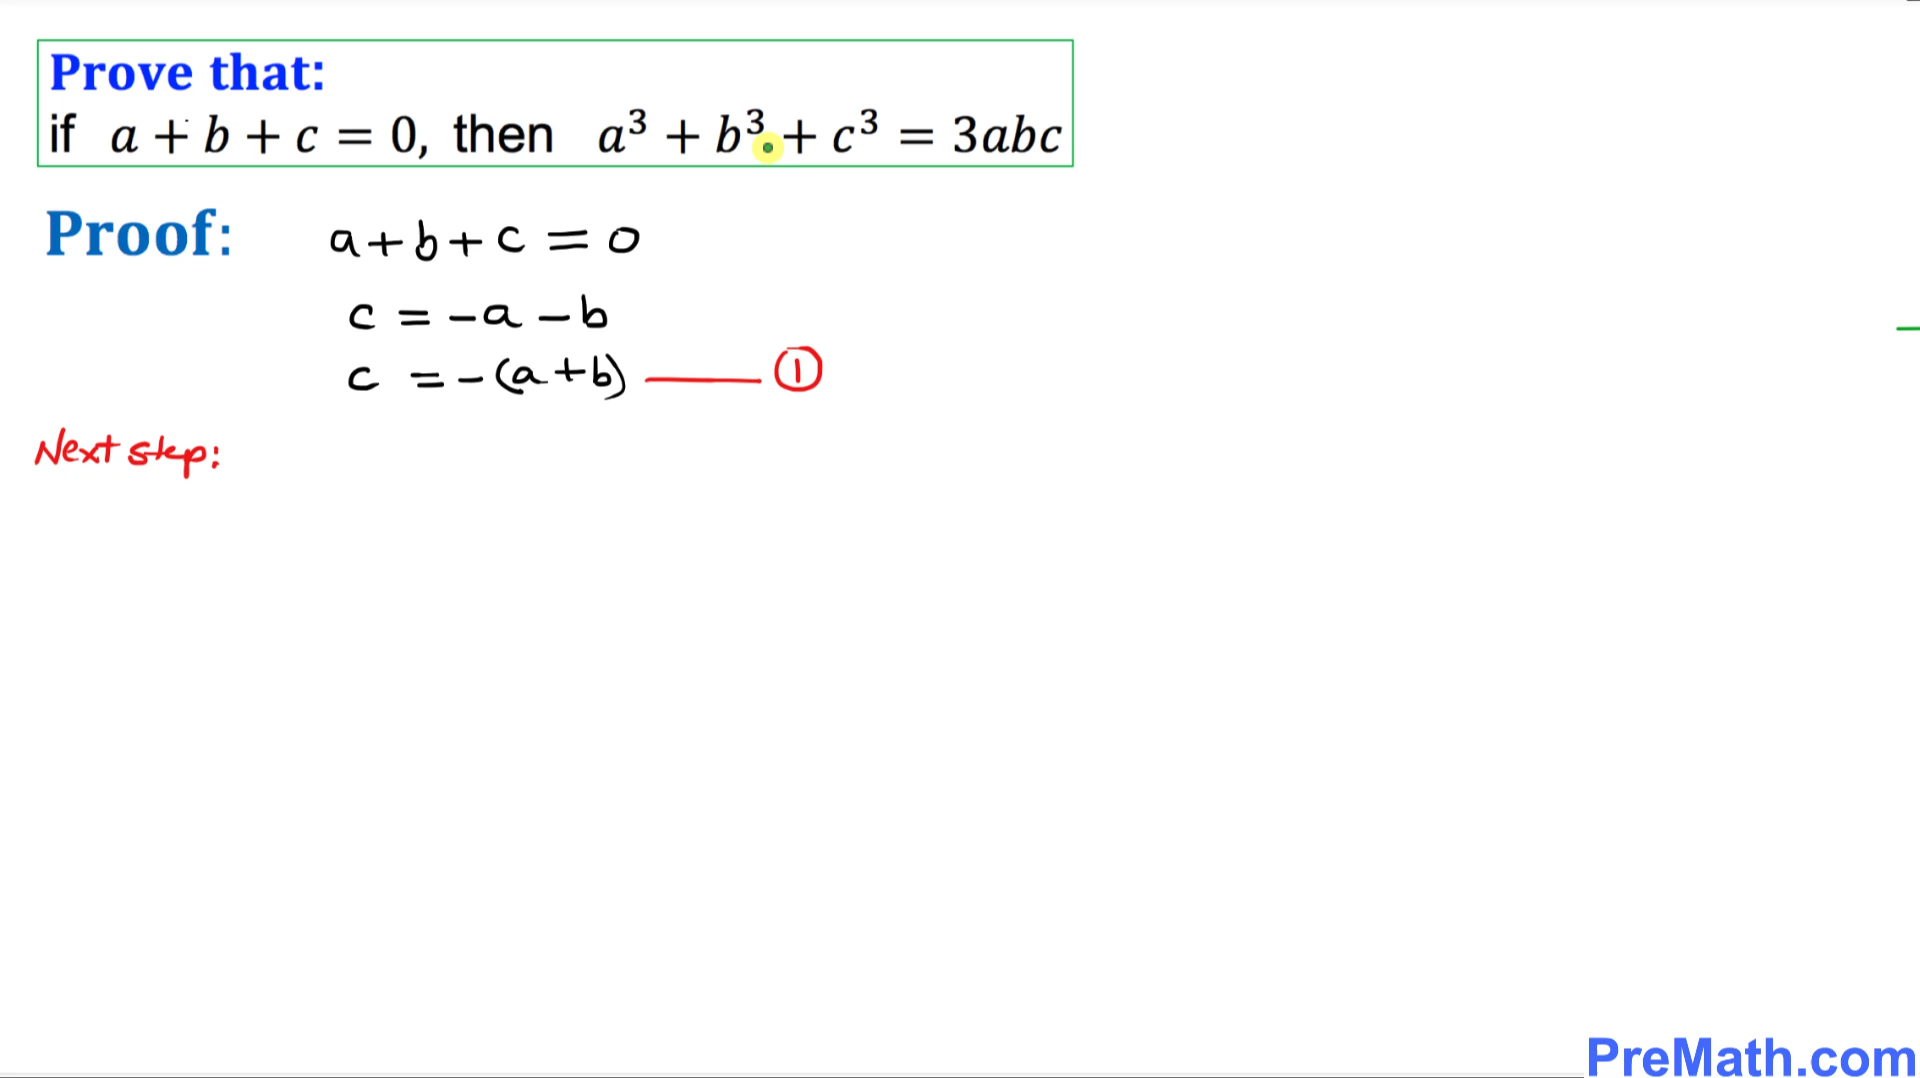 Prove that:
if a + b + c = 0, then a³ + b³ + c³ = 3abc
Proof: a + b + c = 0
c = -a - b
c = -(a + b) —— ①
Next step:
PreMath.com